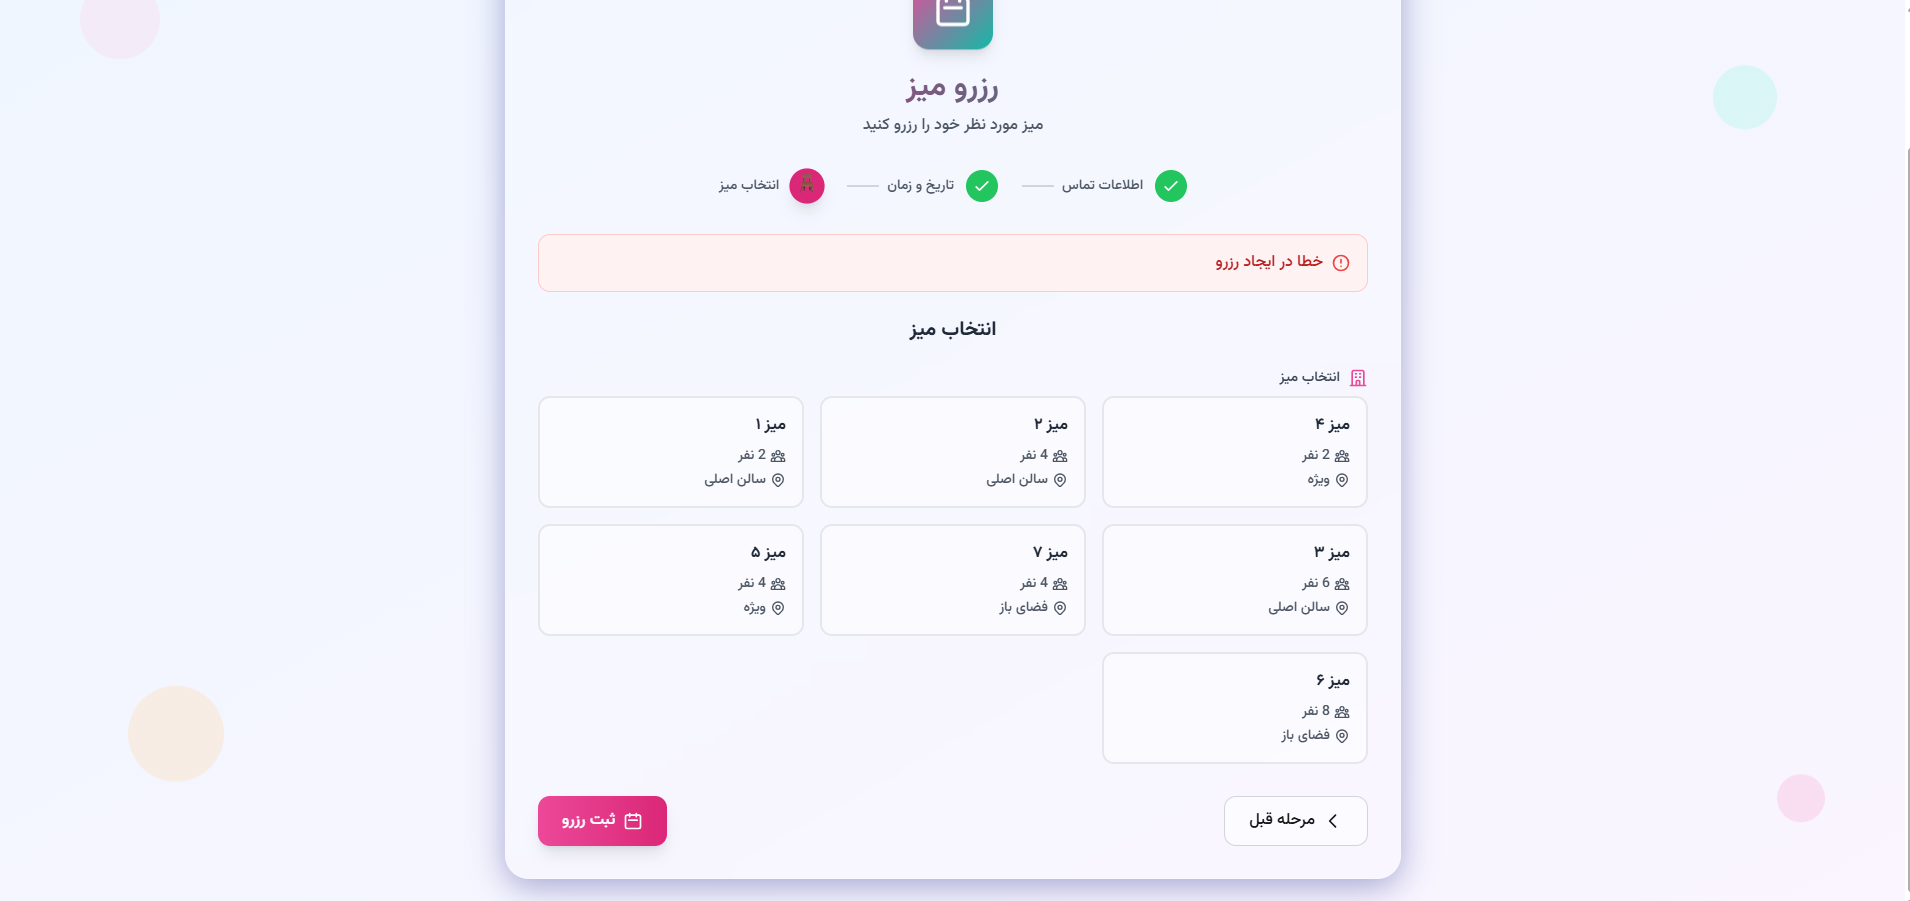 رزرو میز
میز مورد نظر خود را رزرو کنید
اطلاعات تماس
تاریخ و زمان
انتخاب میز
خطا در ایجاد رزرو
انتخاب میز
انتخاب میز
میز ۴
2 نفر
ویژه
میز ۲
4 نفر
سالن اصلی
میز ۱
2 نفر
سالن اصلی
میز ۳
6 نفر
سالن اصلی
میز ۷
4 نفر
فضای باز
میز ۵
4 نفر
ویژه
میز ۶
8 نفر
فضای باز
مرحله قبل
ثبت رزرو